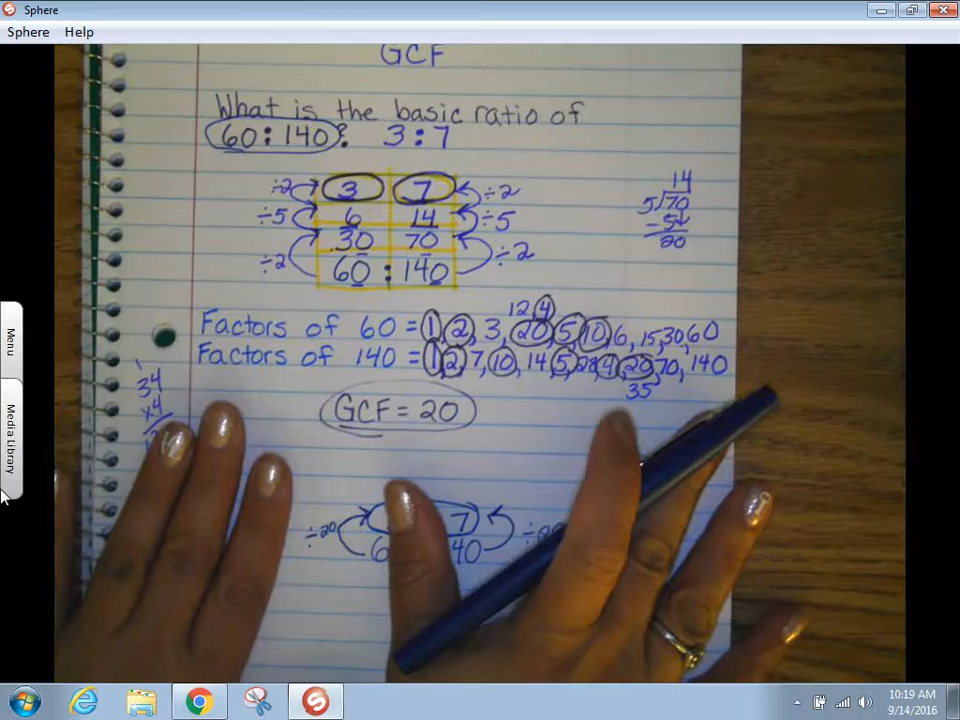 Sphere
Sphere Help
GCF
What is the basic ratio of
60:140? 3:7
÷2 3 7 ÷2
÷5 6 14 ÷5
30 70
÷2 60 : 140 ÷2
14
5 70
-5
20
12, 4
Factors of 60 = 1, 2, 3, 20, 5, 10, 6, 15, 30, 60
Factors of 140 = 1, 2, 7, 10, 14, 5, 28, 4, 20, 70, 140
35
34
x4
GCF = 20
÷20 7
6 40
Menu
Media Library
10:19 AM
9/14/2016